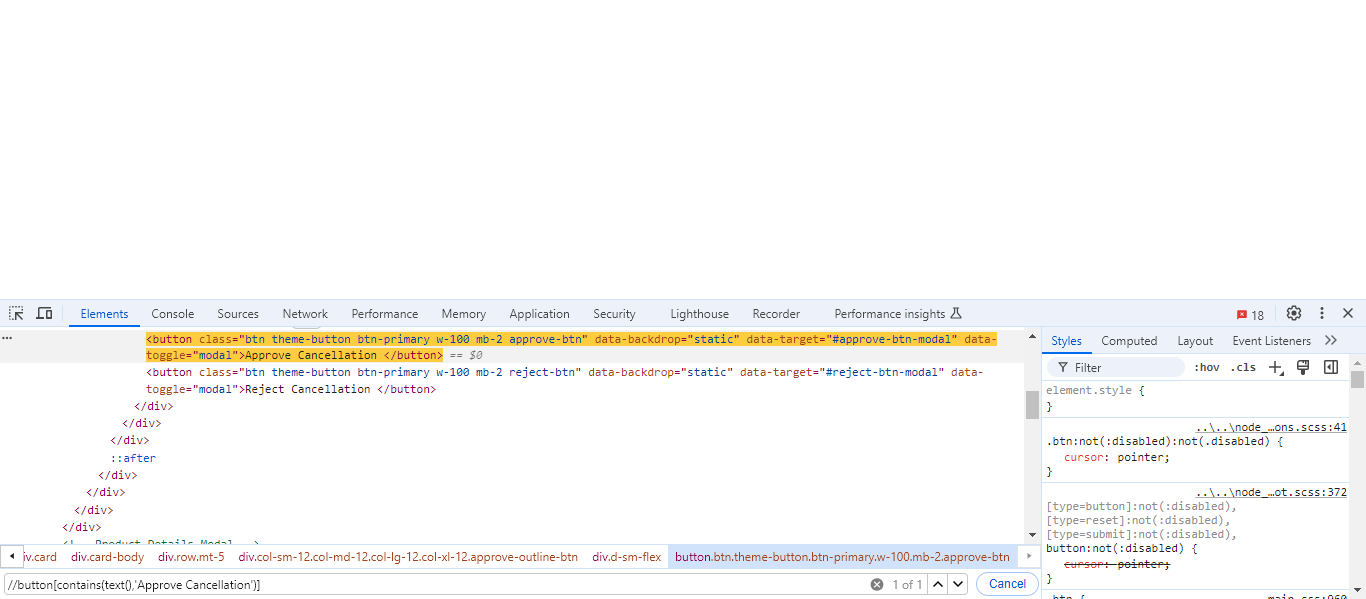 Elements Console Sources Network Performance Memory Application Security Lighthouse Recorder Performance insights 18
<button class="btn theme-button btn-primary w-100 mb-2 approve-btn" data-backdrop="static" data-target="#approve-btn-modal" data-
toggle="modal">Approve Cancellation </button> == $0
<button class="btn theme-button btn-primary w-100 mb-2 reject-btn" data-backdrop="static" data-target="#reject-btn-modal" data-
toggle="modal">Reject Cancellation </button>
</div>
</div>
</div>
::after
</div>
</div>
</div>
</div>
<!-- Product Details Modal -->
iv.card div.card-body div.row.mt-5 div.col-sm-12.col-md-12.col-lg-12.col-xl-12.approve-outline-btn div.d-sm-flex button.btn.theme-button.btn-primary.w-100.mb-2.approve-btn
//button[contains(text(),'Approve Cancellation')] 1 of 1 Cancel
Styles Computed Layout Event Listeners
Filter :hov .cls
element.style {
}
..\..\node_…ons.scss:41
.btn:not(:disabled):not(.disabled) {
cursor: pointer;
}
..\..\node_…ot.scss:372
[type=button]:not(:disabled),
[type=reset]:not(:disabled),
[type=submit]:not(:disabled),
button:not(:disabled) {
cursor: pointer;
}
.btn { main.css:960